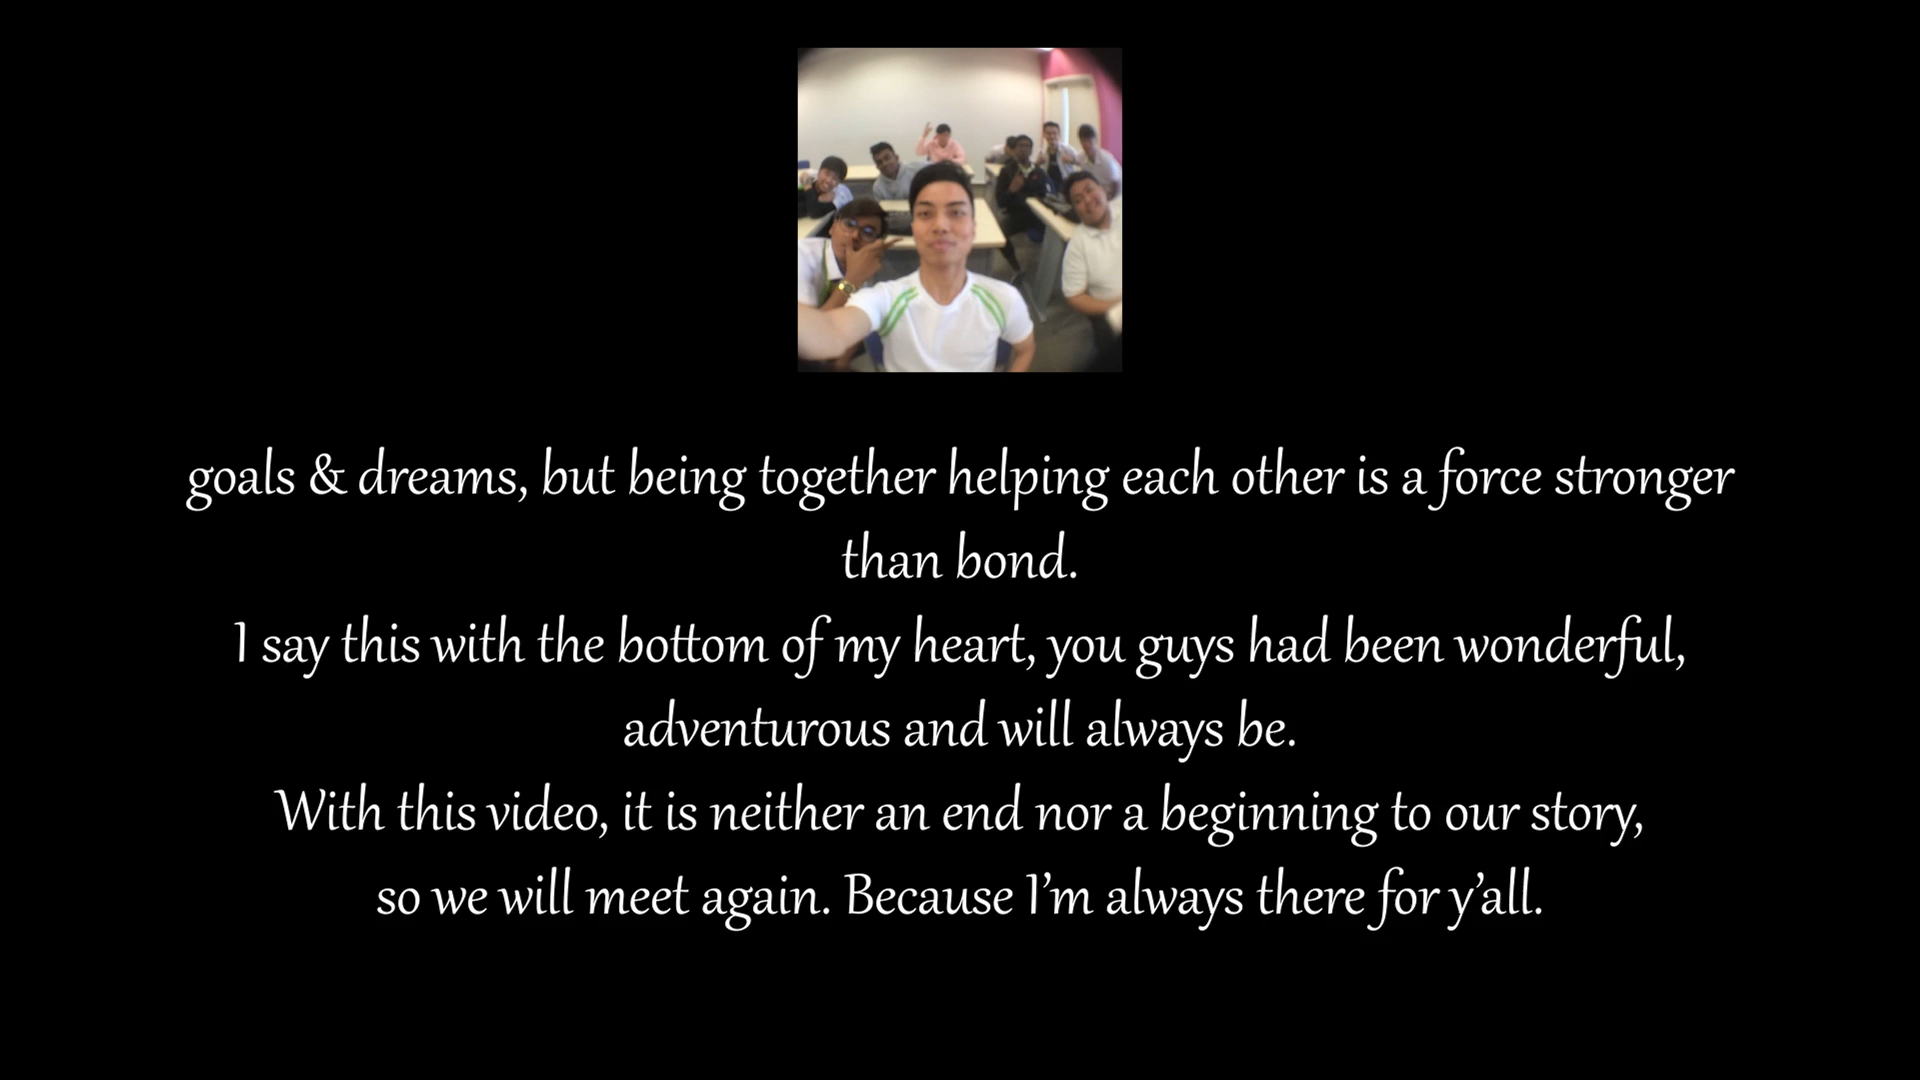 goals & dreams, but being together helping each other is a force stronger
than bond.
I say this with the bottom of my heart, you guys had been wonderful,
adventurous and will always be.
With this video, it is neither an end nor a beginning to our story,
so we will meet again. Because I'm always there for y'all.